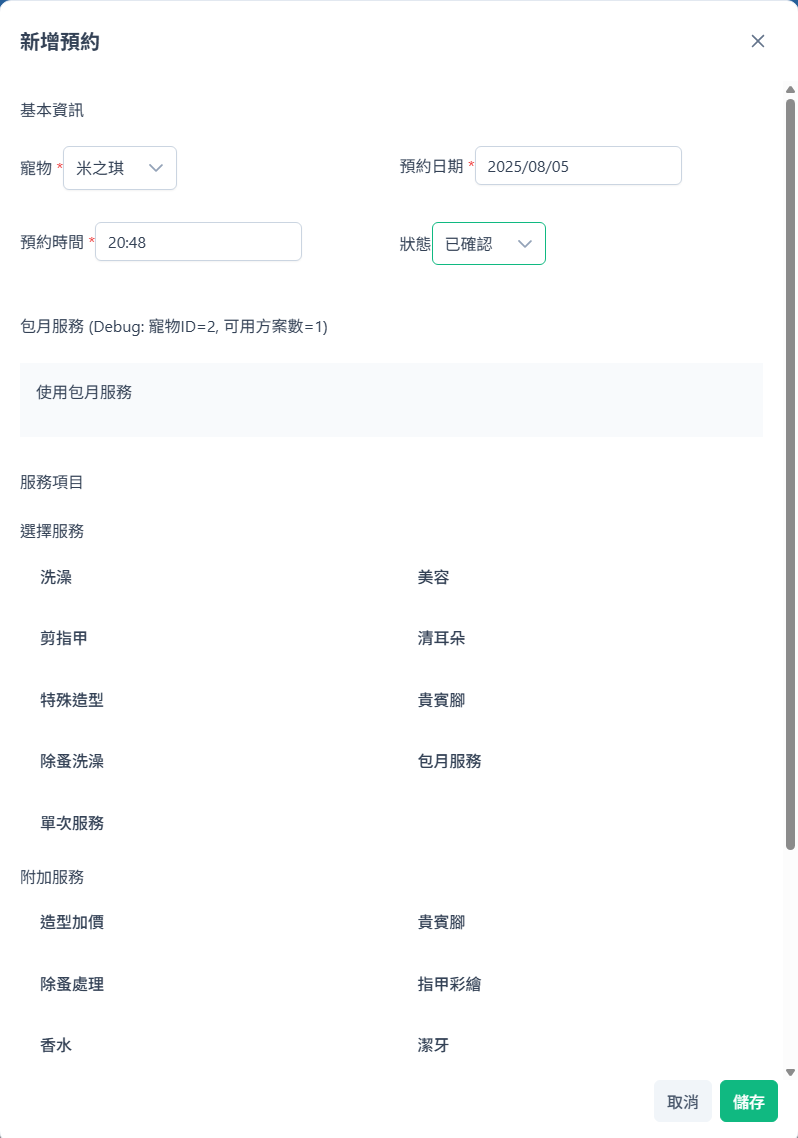 新增預約
基本資訊
寵物 * 米之琪
預約日期 * 2025/08/05
預約時間 * 20:48
狀態 已確認
包月服務 (Debug: 寵物ID=2, 可用方案數=1)
使用包月服務
服務項目
選擇服務
洗澡
美容
剪指甲
清耳朵
特殊造型
貴賓腳
除蚤洗澡
包月服務
單次服務
附加服務
造型加價
貴賓腳
除蚤處理
指甲彩繪
香水
潔牙
取消
儲存